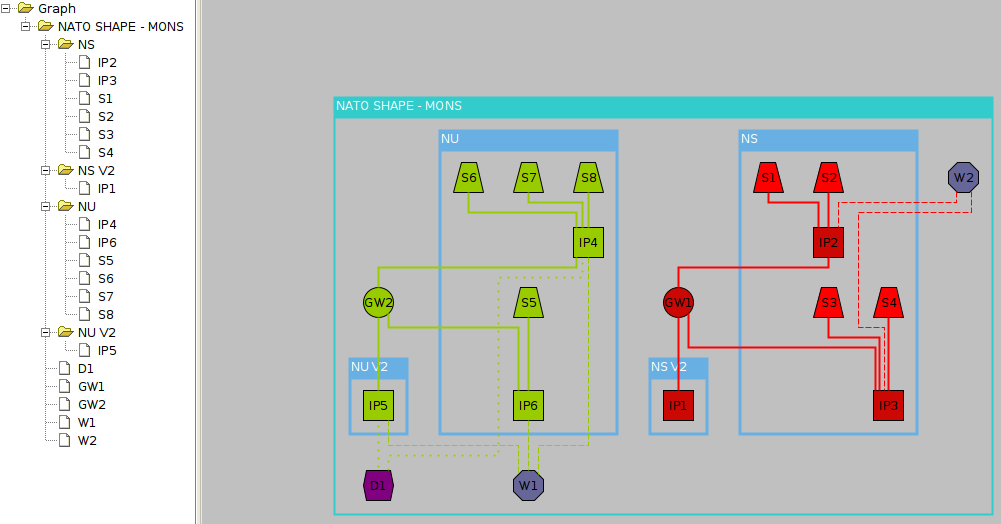 Graph
NATO SHAPE - MONS
NS
IP2
IP3
S1
S2
S3
S4
NS V2
IP1
NU
IP4
IP6
S5
S6
S7
S8
NU V2
IP5
D1
GW1
GW2
W1
W2
NATO SHAPE - MONS
NU
NS
S6 S7 S8
S1 S2 W2
IP4
IP2
GW2 S5
GW1 S3 S4
NU V2
NS V2
IP5 IP6
IP1 IP3
D1 W1